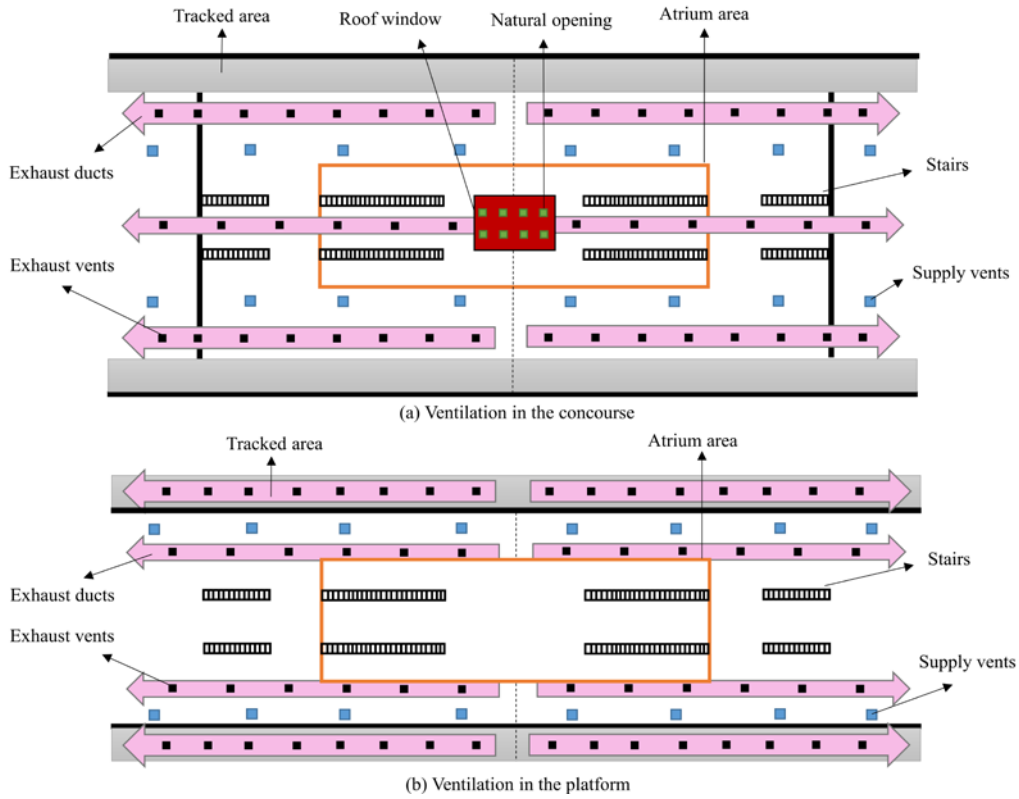 Tracked area
Roof window
Natural opening
Atrium area
Exhaust ducts
Stairs
Exhaust vents
Supply vents
(a) Ventilation in the concourse
Tracked area
Atrium area
Exhaust ducts
Stairs
Exhaust vents
Supply vents
(b) Ventilation in the platform